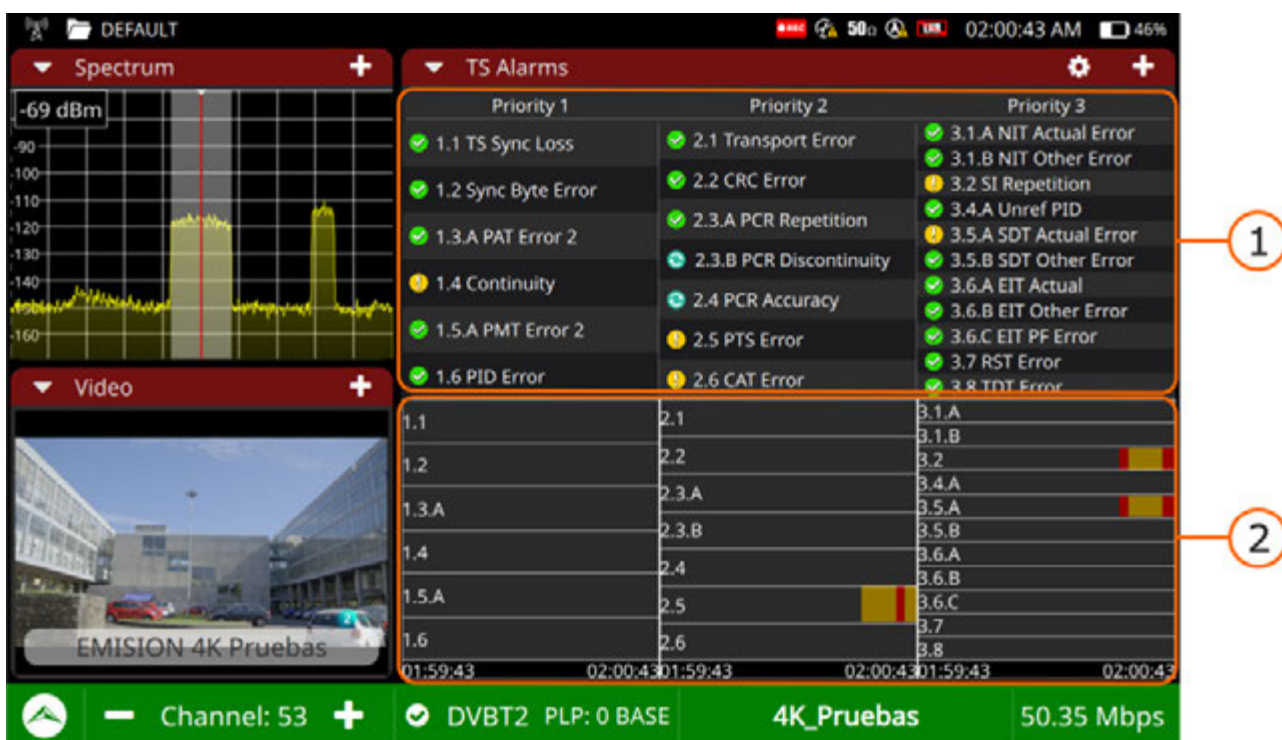 DEFAULT
REC 50Ω 02:00:43 AM 46%
Spectrum +
-69 dBm
-90
-100
-110
-120
-130
-140
-160
Video +
EMISION 4K Pruebas
TS Alarms +
Priority 1
1.1 TS Sync Loss
1.2 Sync Byte Error
1.3.A PAT Error 2
1.4 Continuity
1.5.A PMT Error 2
1.6 PID Error
Priority 2
2.1 Transport Error
2.2 CRC Error
2.3.A PCR Repetition
2.3.B PCR Discontinuity
2.4 PCR Accuracy
2.5 PTS Error
2.6 CAT Error
Priority 3
3.1.A NIT Actual Error
3.1.B NIT Other Error
3.2 SI Repetition
3.4.A Unref PID
3.5.A SDT Actual Error
3.5.B SDT Other Error
3.6.A EIT Actual
3.6.B EIT Other Error
3.6.C EIT PF Error
3.7 RST Error
3.8 TDT Error
1
1.1
1.2
1.3.A
1.4
1.5.A
1.6
01:59:43 02:00:43
2.1
2.2
2.3.A
2.3.B
2.4
2.5
2.6
01:59:43 02:00:43
3.1.A
3.1.B
3.2
3.4.A
3.5.A
3.5.B
3.6.A
3.6.B
3.6.C
3.7
3.8
01:59:43 02:00:43
2
− Channel: 53 + DVBT2 PLP: 0 BASE 4K_Pruebas 50.35 Mbps